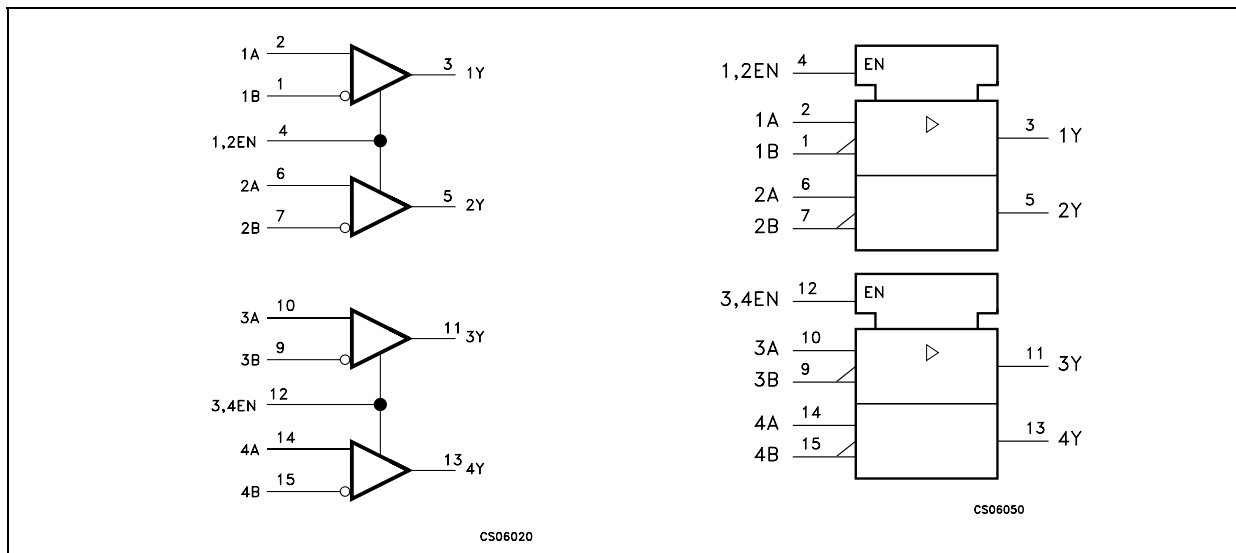 1A 2
3 1Y
1B 1
1,2EN 4
2A 6
5 2Y
2B 7
3A 10
11 3Y
3B 9
3,4EN 12
4A 14
13 4Y
4B 15
CS06020
1,2EN 4 EN
1A 2
3 1Y
1B 1
2A 6
5 2Y
2B 7
3,4EN 12 EN
3A 10
11 3Y
3B 9
4A 14
13 4Y
4B 15
CS06050